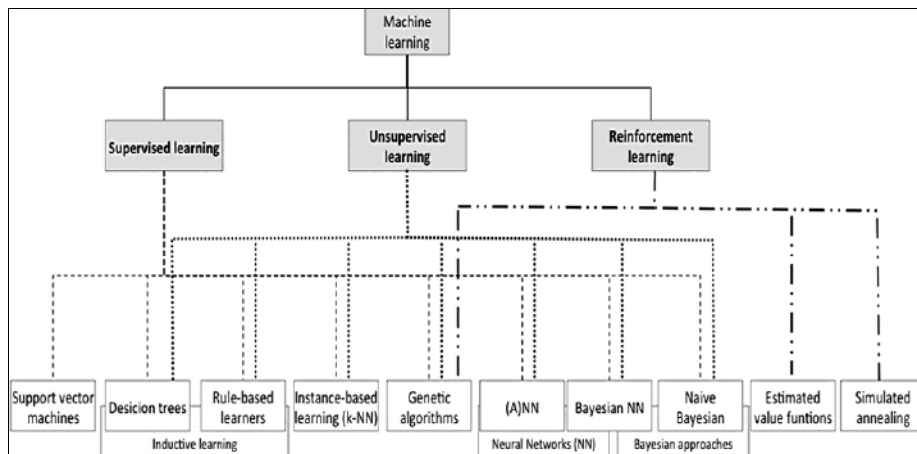 Machine
learning
Supervised learning
Unsupervised
learning
Reinforcement
learning
Support vector
machines
Desicion trees
Rule-based
learners
Instance-based
learning (k-NN)
Genetic
algorithms
(A)NN
Bayesian NN
Naive
Bayesian
Estimated
value funtions
Simulated
annealing
Inductive learning
Neural Networks (NN)
Bayesian approaches